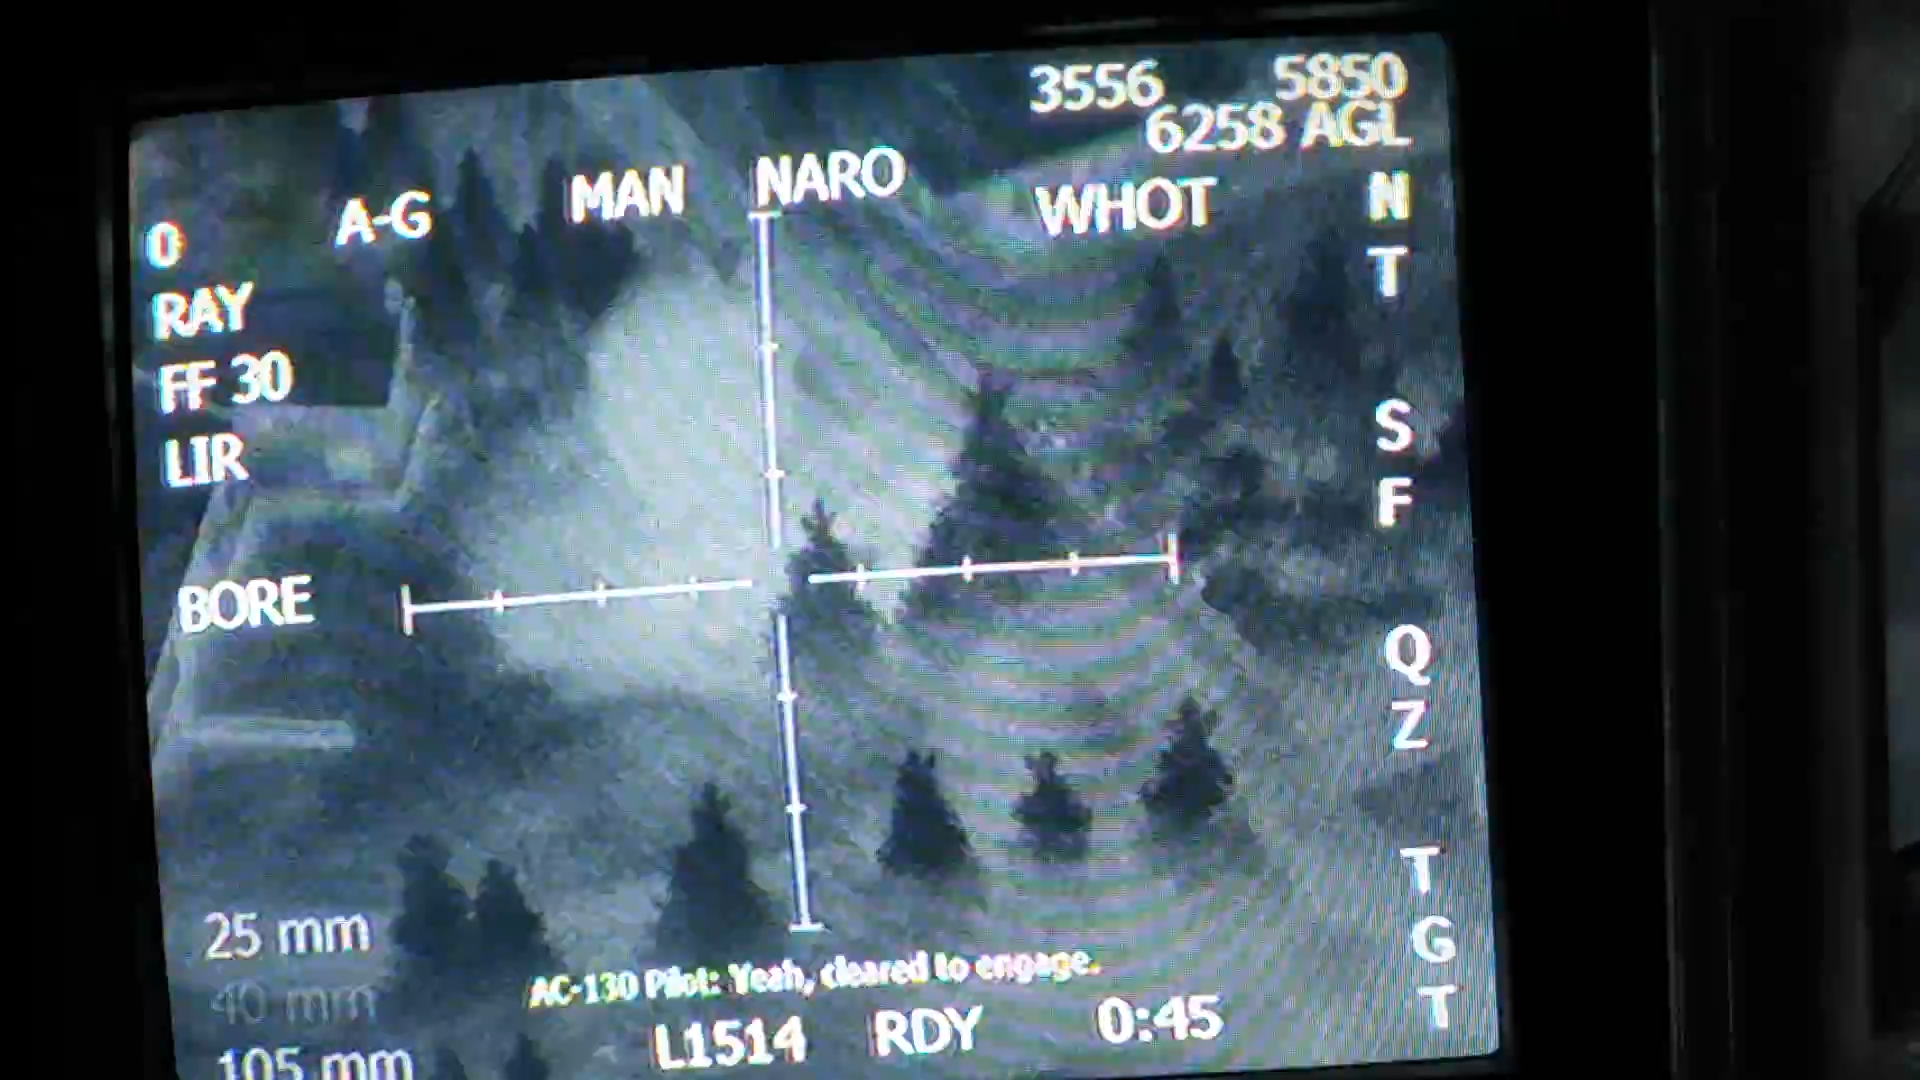 3556 5850
6258 AGL
0 A-G MAN NARO WHOT N
RAY T
FF 30
LIR S
F
BORE Q
Z
T
25 mm G
40 mm T
105 mm
AC-130 Pilot: Yeah, cleared to engage.
L1514 RDY 0:45